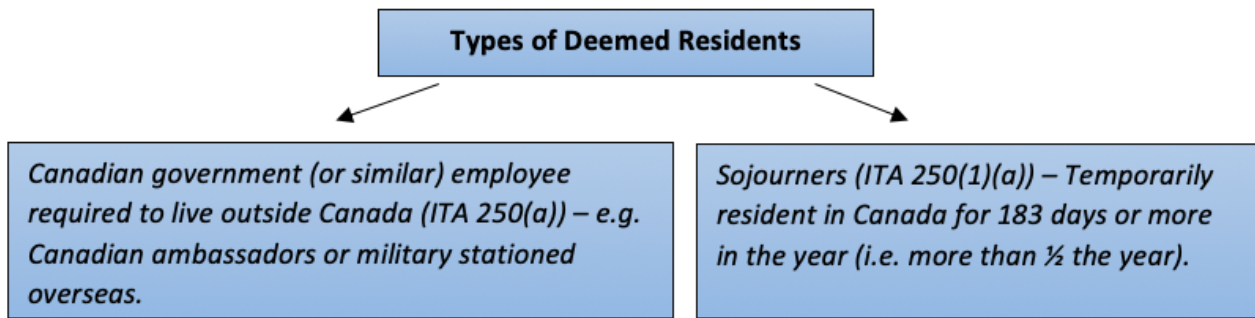 Types of Deemed Residents
Canadian government (or similar) employee
required to live outside Canada (ITA 250(a)) – e.g.
Canadian ambassadors or military stationed
overseas.
Sojourners (ITA 250(1)(a)) – Temporarily
resident in Canada for 183 days or more
in the year (i.e. more than ½ the year).